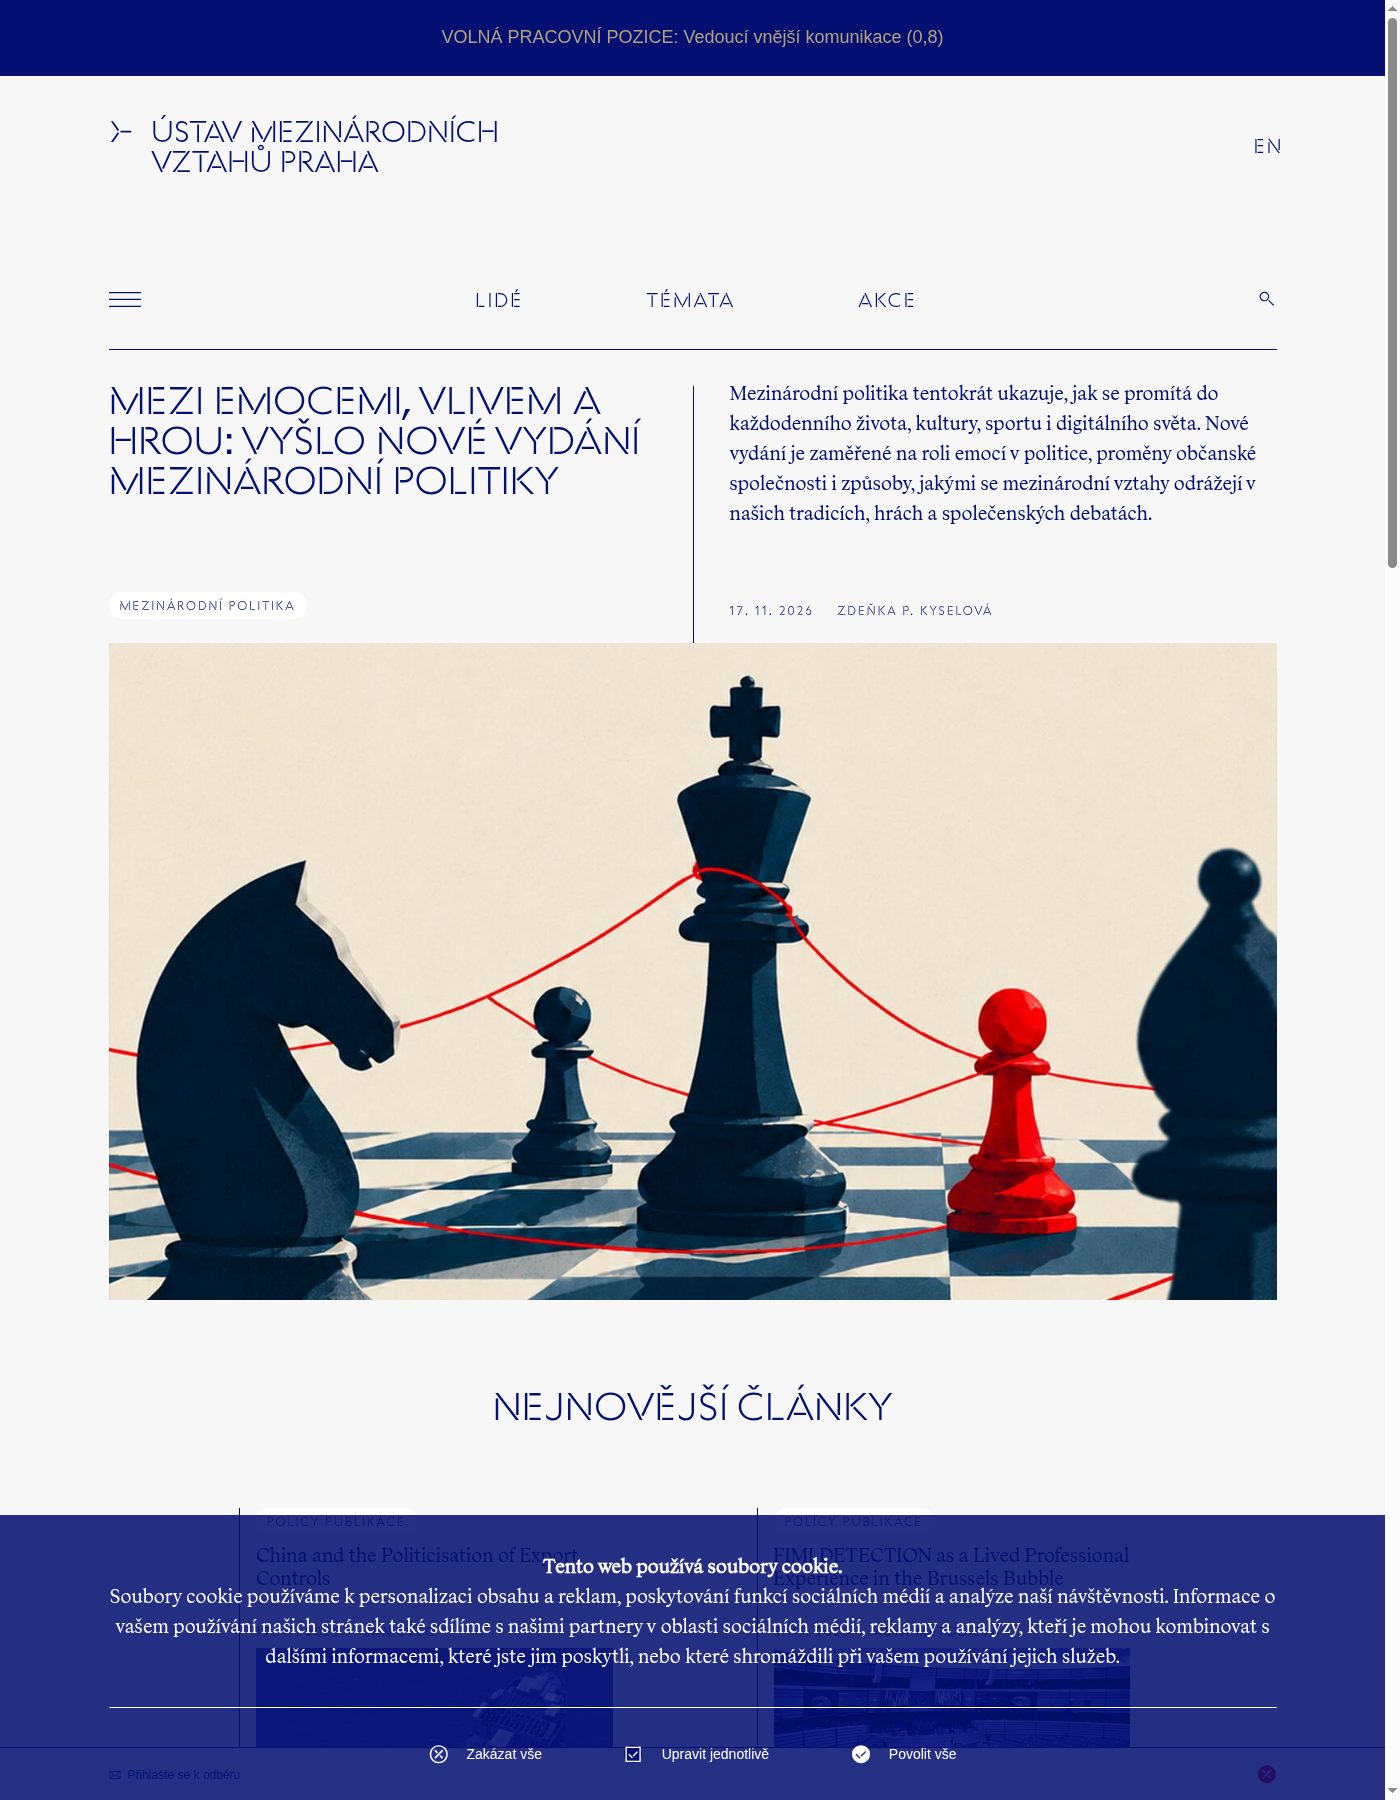 VOLNÁ PRACOVNÍ POZICE: Vedoucí vnější komunikace (0,8)
ÚSTAV MEZINÁRODNÍCH
VZTAHŮ PRAHA
EN
LIDÉ
TÉMATA
AKCE
MEZI EMOCEMI, VLIVEM A
HROU: VYŠLO NOVÉ VYDÁNÍ
MEZINÁRODNÍ POLITIKY
Mezinárodní politika tentokrát ukazuje, jak se promítá do
každodenního života, kultury, sportu i digitálního světa. Nové
vydání je zaměřené na roli emocí v politice, proměny občanské
společnosti i způsoby, jakými se mezinárodní vztahy odrážejí v
našich tradicích, hrách a společenských debatách.
MEZINÁRODNÍ POLITIKA
17. 11. 2026
ZDEŇKA P. KYSELOVÁ
NEJNOVĚJŠÍ ČLÁNKY
POLICY PUBLIKACE
China and the Politicisation of Export
Controls
POLICY PUBLIKACE
FIMI DETECTION as a Lived Professional
Experience in the Brussels Bubble
Tento web používá soubory cookie.
Soubory cookie používáme k personalizaci obsahu a reklam, poskytování funkcí sociálních médií a analýze naší návštěvnosti. Informace o
vašem používání našich stránek také sdílíme s našimi partnery v oblasti sociálních médií, reklamy a analýzy, kteří je mohou kombinovat s
dalšími informacemi, které jste jim poskytli, nebo které shromáždili při vašem používání jejich služeb.
Zakázat vše
Upravit jednotlivě
Povolit vše
Přihlašte se k odběru